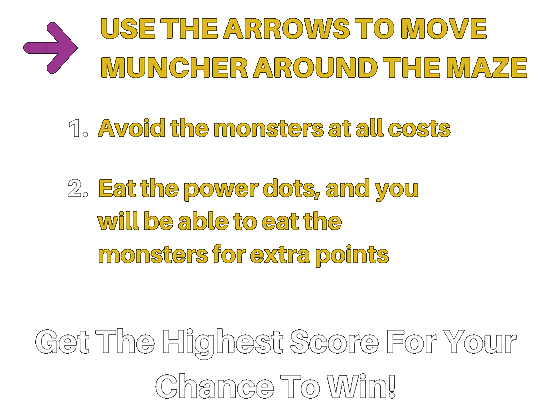 USE THE ARROWS TO MOVE
MUNCHER AROUND THE MAZE
1. Avoid the monsters at all costs
2. Eat the power dots, and you
will be able to eat the
monsters for extra points
Get The Highest Score For Your
Chance To Win!